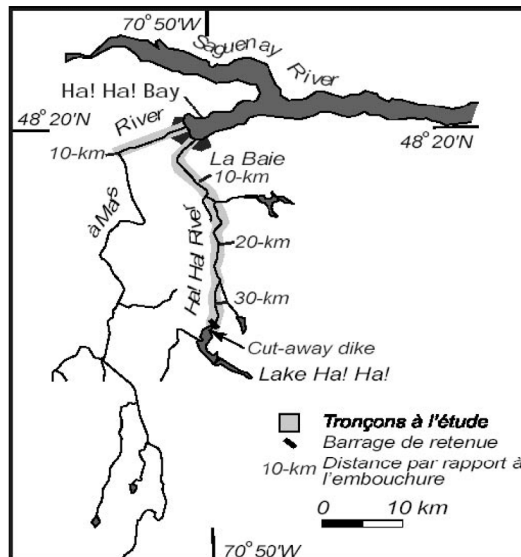 70°50'W
Saguenay
River
Ha! Ha! Bay
48°20'N
River
48°20'N
10-km
La Baie
10-km
à Mars
Ha! Ha! River
20-km
30-km
Cut-away dike
Lake Ha! Ha!
Tronçons à l'étude
Barrage de retenue
10-km Distance par rapport à
l'embouchure
0 10 km
70°50'W